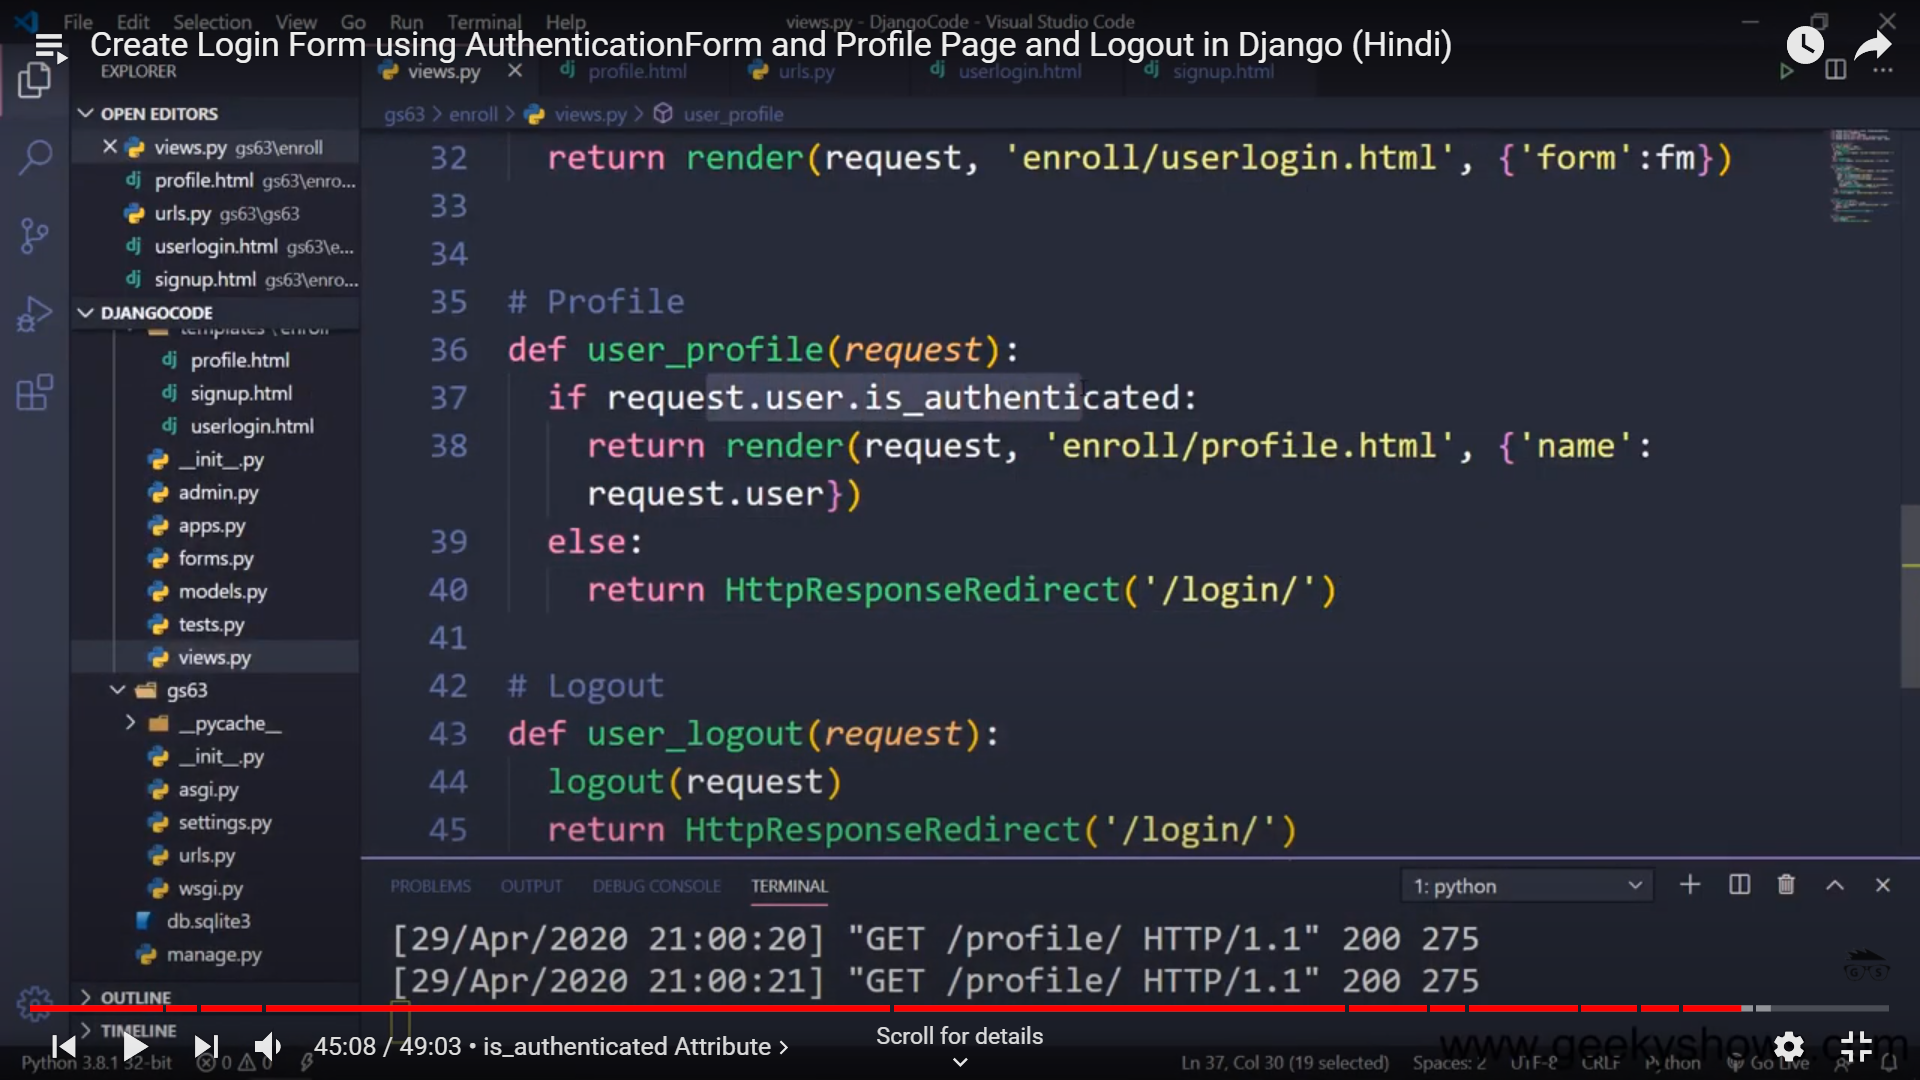 File Edit Selection View Go Run Terminal Help
views.py - DjangoCode - Visual Studio Code
Create Login Form using AuthenticationForm and Profile Page and Logout in Django (Hindi)
EXPLORER
views.py
profile.html
urls.py
userlogin.html
signup.html
OPEN EDITORS
gs63 > enroll > views.py > user_profile
views.py gs63\enroll
profile.html gs63\enro...
urls.py gs63\gs63
userlogin.html gs63\e...
signup.html gs63\enro...
DJANGOCODE
templates \ enroll
profile.html
signup.html
userlogin.html
__init__.py
admin.py
apps.py
forms.py
models.py
tests.py
views.py
gs63
__pycache__
__init__.py
asgi.py
settings.py
urls.py
wsgi.py
db.sqlite3
manage.py
OUTLINE
TIMELINE
32 return render(request, 'enroll/userlogin.html', {'form':fm})
33
34
35 # Profile
36 def user_profile(request):
37 if request.user.is_authenticated:
38 return render(request, 'enroll/profile.html', {'name':
request.user})
39 else:
40 return HttpResponseRedirect('/login/')
41
42 # Logout
43 def user_logout(request):
44 logout(request)
45 return HttpResponseRedirect('/login/')
PROBLEMS OUTPUT DEBUG CONSOLE TERMINAL
1: python
[29/Apr/2020 21:00:20] "GET /profile/ HTTP/1.1" 200 275
[29/Apr/2020 21:00:21] "GET /profile/ HTTP/1.1" 200 275
GS
45:08 / 49:03 • is_authenticated Attribute >
Scroll for details
Python 3.8.1 32-bit 0 0
Ln 37, Col 30 (19 selected) Spaces: 2 UTF-8 CRLF Python Go Live